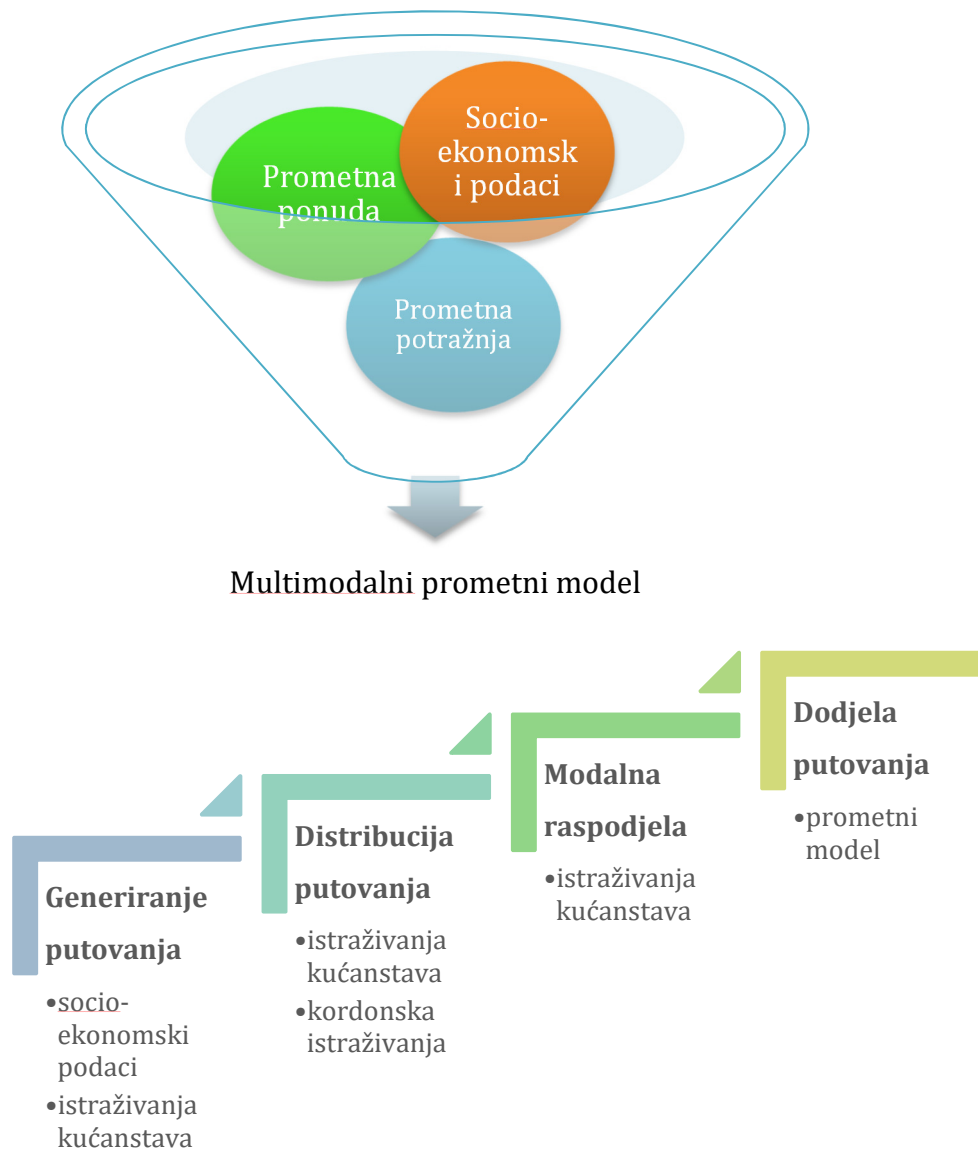 Socio-
ekonomsk
i podaci
Prometna
ponuda
Prometna
potražnja
Multimodalni prometni model
Generiranje
putovanja
•socio-
ekonomski
podaci
•istraživanja
kućanstava
Distribucija
putovanja
•istraživanja
kućanstava
•kordonska
istraživanja
Modalna
raspodjela
•istraživanja
kućanstava
Dodjela
putovanja
•prometni
model